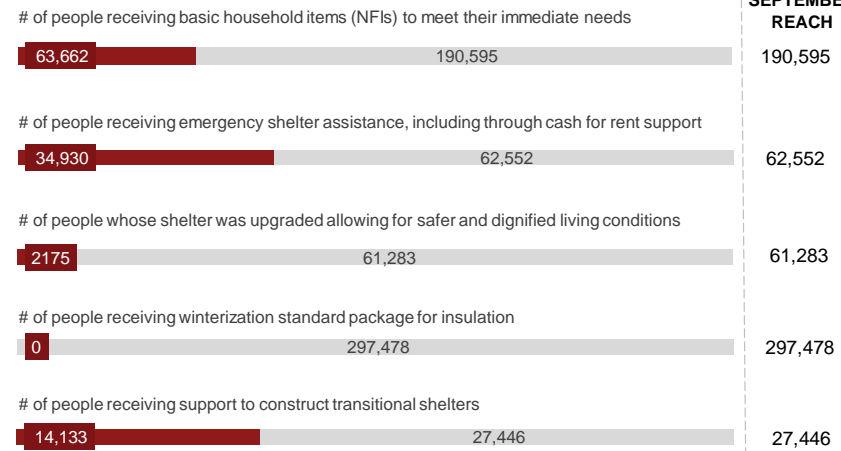 SEPTEMBER
REACH
# of people receiving basic household items (NFIs) to meet their immediate needs
63,662 190,595 190,595
# of people receiving emergency shelter assistance, including through cash for rent support
34,930 62,552 62,552
# of people whose shelter was upgraded allowing for safer and dignified living conditions
2175 61,283 61,283
# of people receiving winterization standard package for insulation
0 297,478 297,478
# of people receiving support to construct transitional shelters
14,133 27,446 27,446